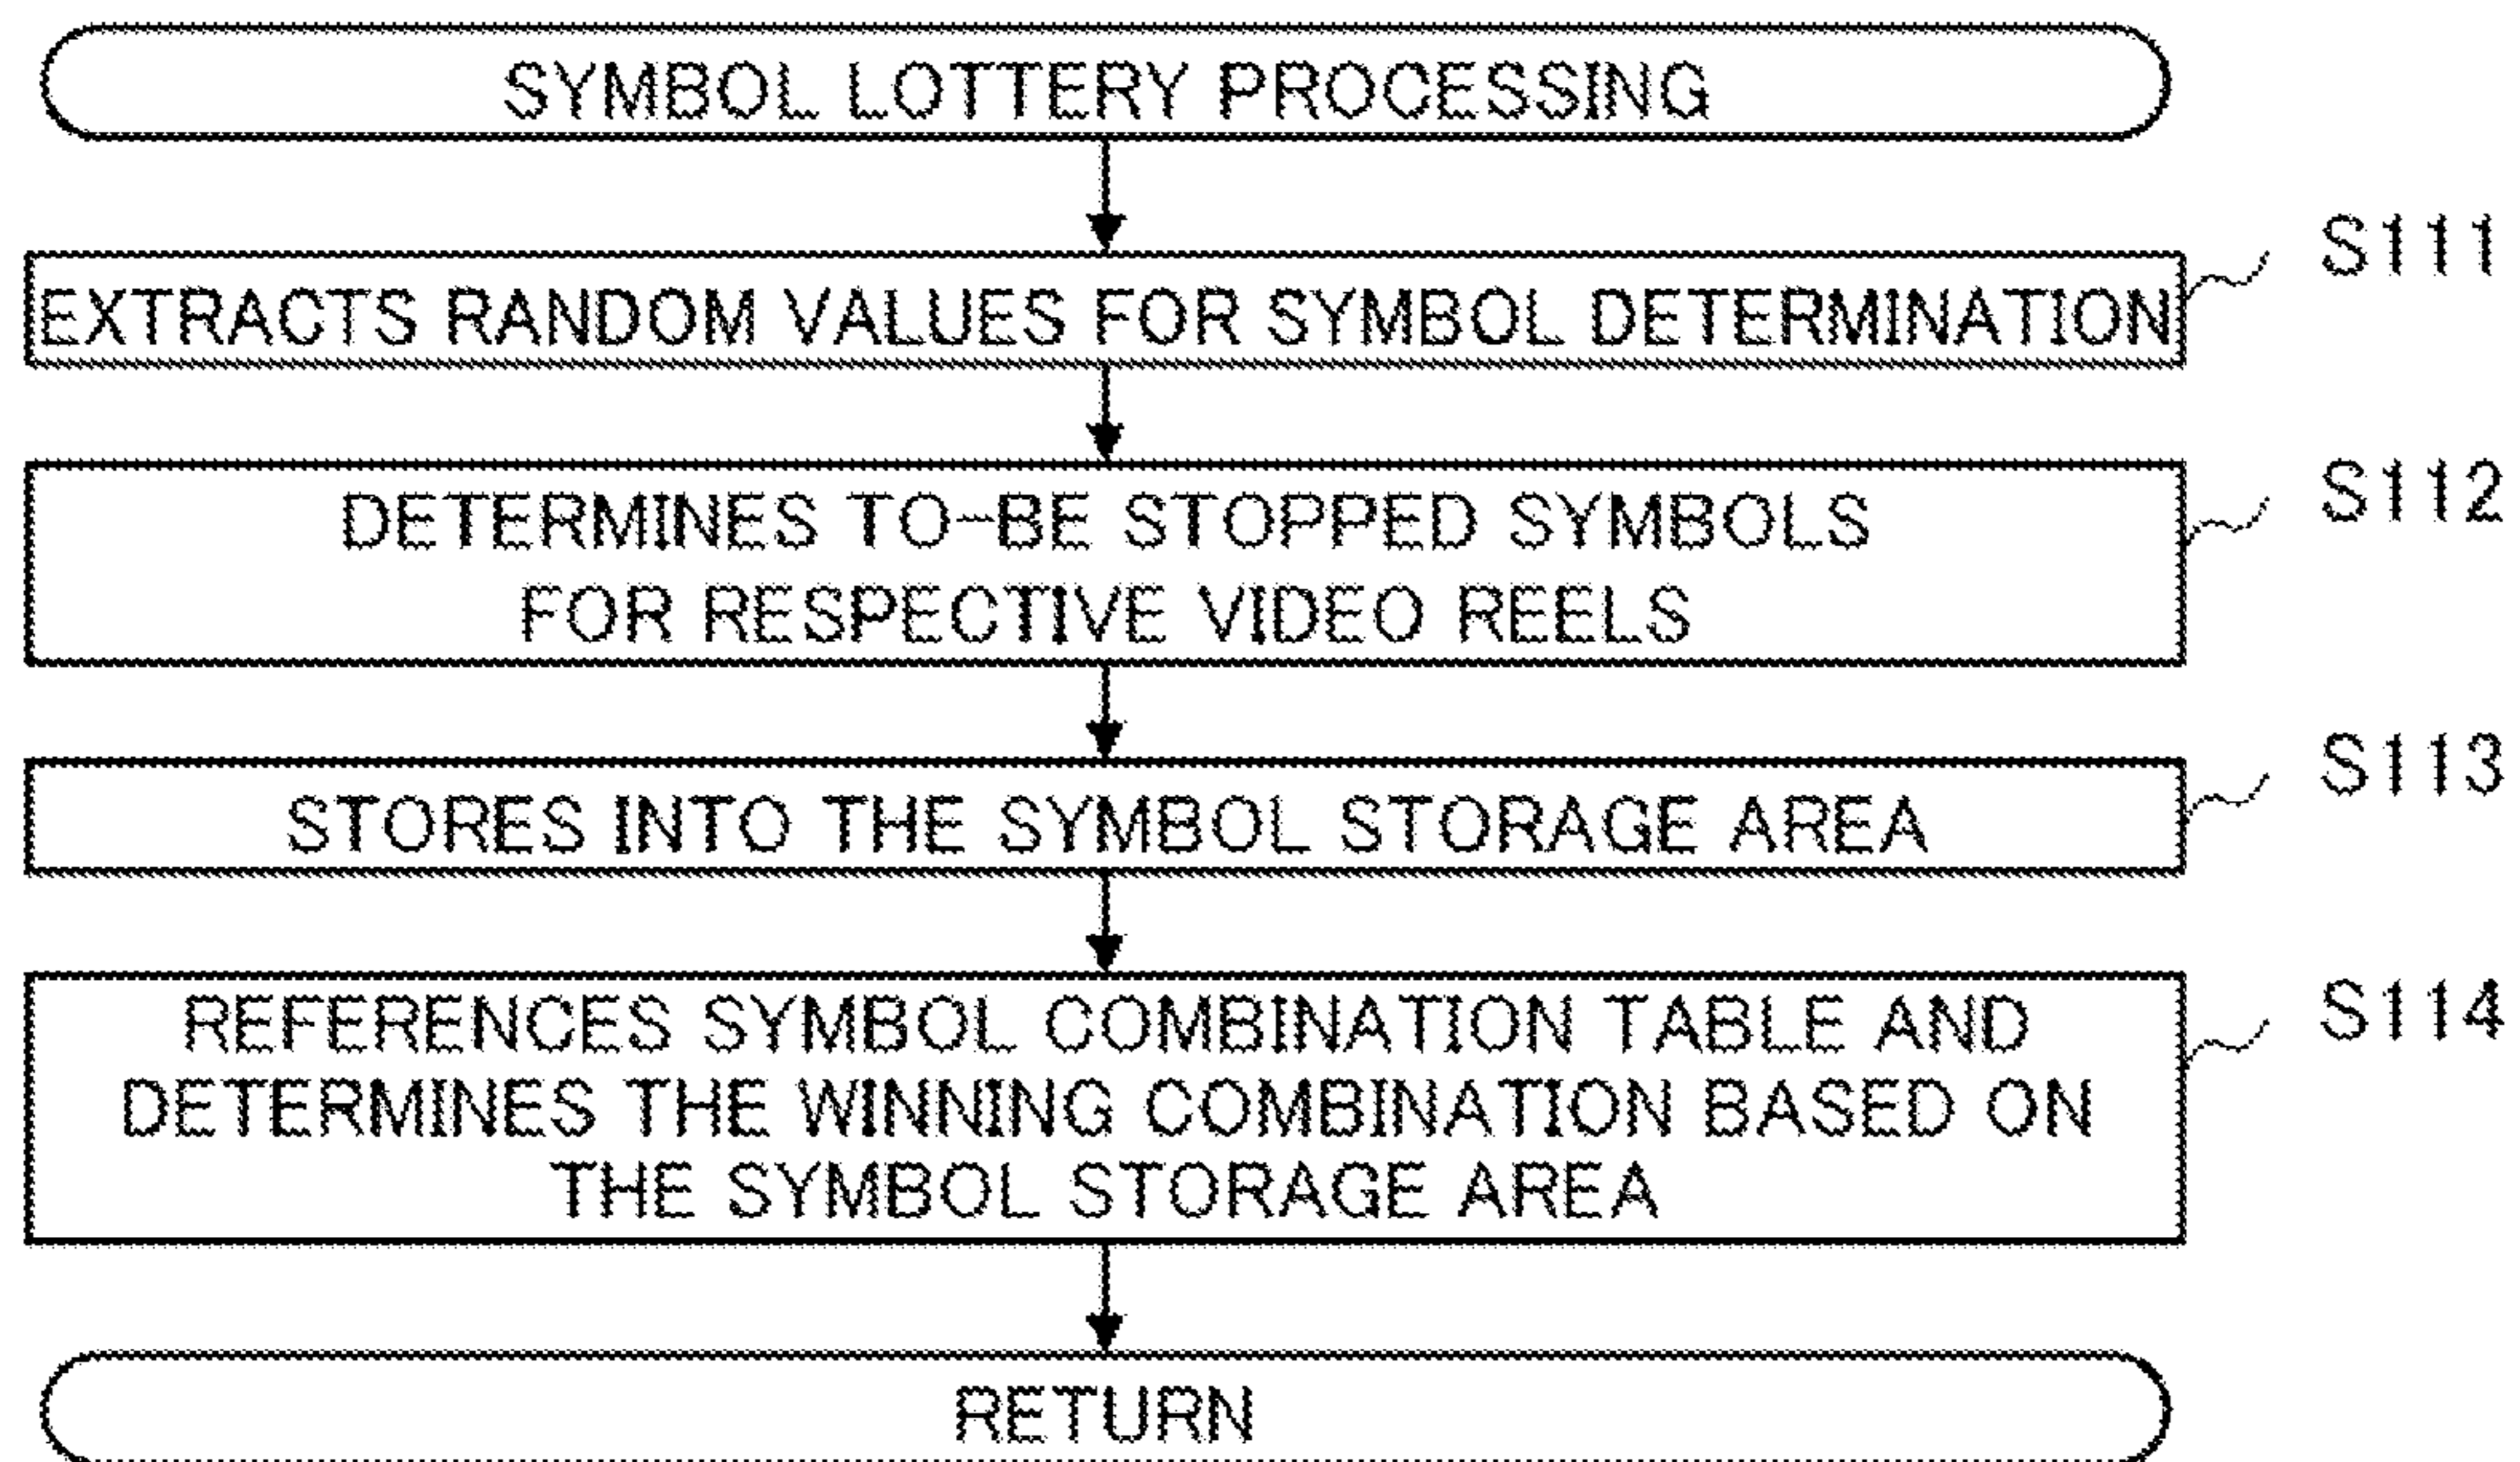 SYMBOL LOTTERY PROCESSING
S111
EXTRACTS RANDOM VALUES FOR SYMBOL DETERMINATION
S112
DETERMINES TO-BE STOPPED SYMBOLS
FOR RESPECTIVE VIDEO REELS
S113
STORES INTO THE SYMBOL STORAGE AREA
S114
REFERENCES SYMBOL COMBINATION TABLE AND
DETERMINES THE WINNING COMBINATION BASED ON
THE SYMBOL STORAGE AREA
RETURN